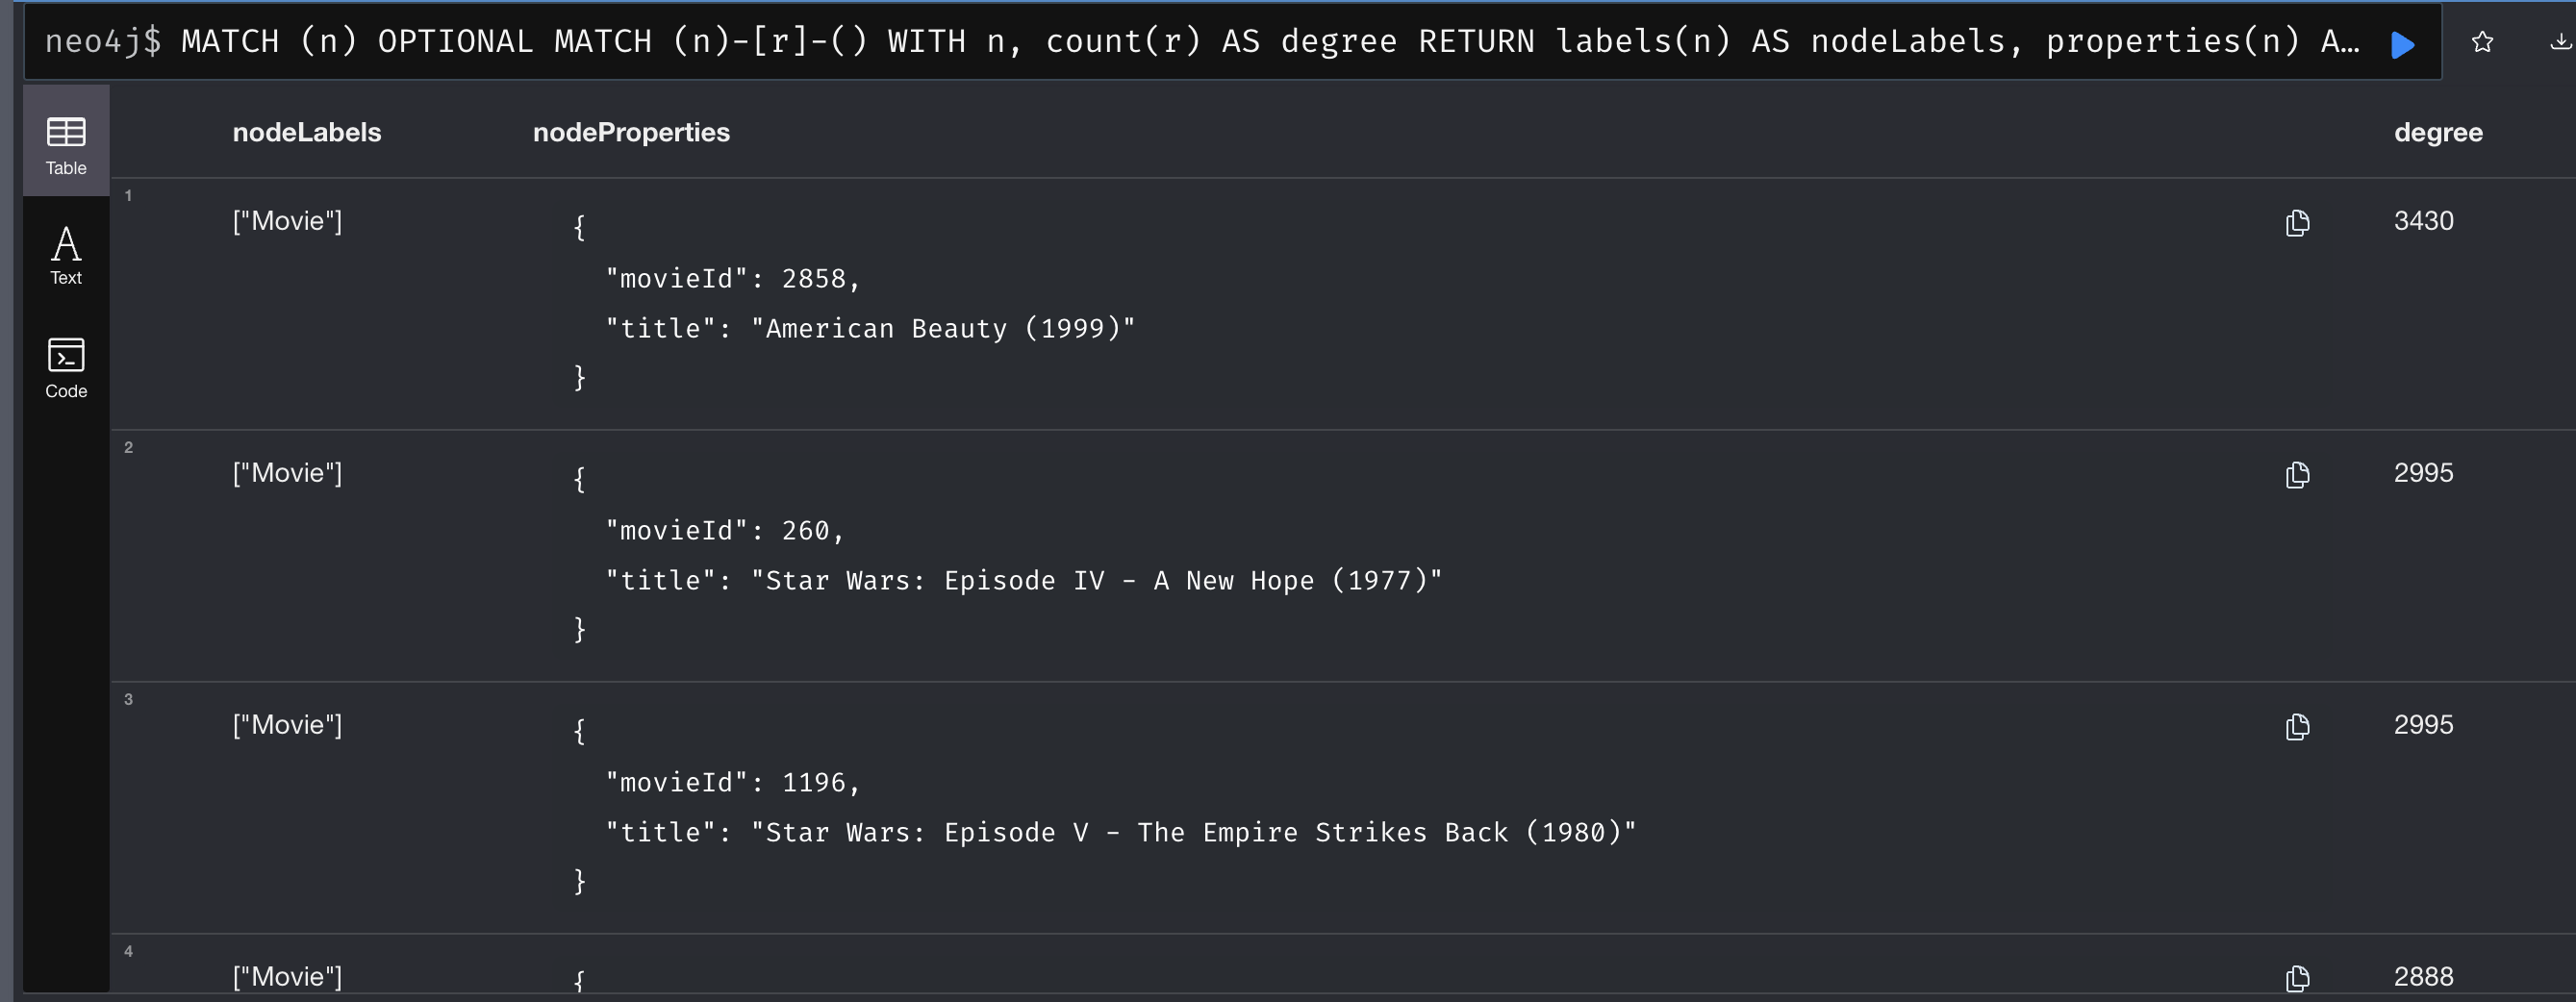 neo4j$ MATCH (n) OPTIONAL MATCH (n)-[r]-() WITH n, count(r) AS degree RETURN labels(n) AS nodeLabels, properties(n) A…
Table
Text
Code
nodeLabels nodeProperties degree
1
["Movie"] { 3430
"movieId": 2858,
"title": "American Beauty (1999)"
}
2
["Movie"] { 2995
"movieId": 260,
"title": "Star Wars: Episode IV - A New Hope (1977)"
}
3
["Movie"] { 2995
"movieId": 1196,
"title": "Star Wars: Episode V - The Empire Strikes Back (1980)"
}
4
["Movie"] { 2888